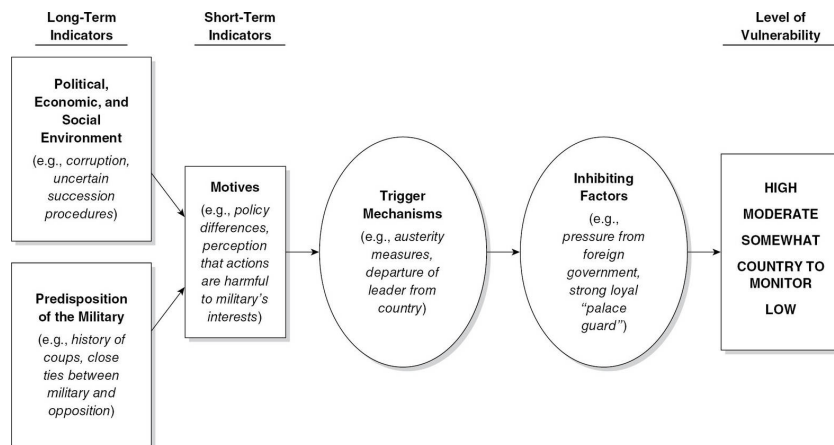 Long-Term
Indicators
Short-Term
Indicators
Level of
Vulnerability
Political,
Economic, and
Social
Environment
(e.g., corruption,
uncertain
succession
procedures)
Predisposition
of the Military
(e.g., history of
coups, close
ties between
military and
opposition)
Motives
(e.g., policy
differences,
perception
that actions
are harmful
to military’s
interests)
Trigger
Mechanisms
(e.g., austerity
measures,
departure of
leader from
country)
Inhibiting
Factors
(e.g.,
pressure from
foreign
government,
strong loyal
“palace
guard”)
HIGH
MODERATE
SOMEWHAT
COUNTRY TO
MONITOR
LOW